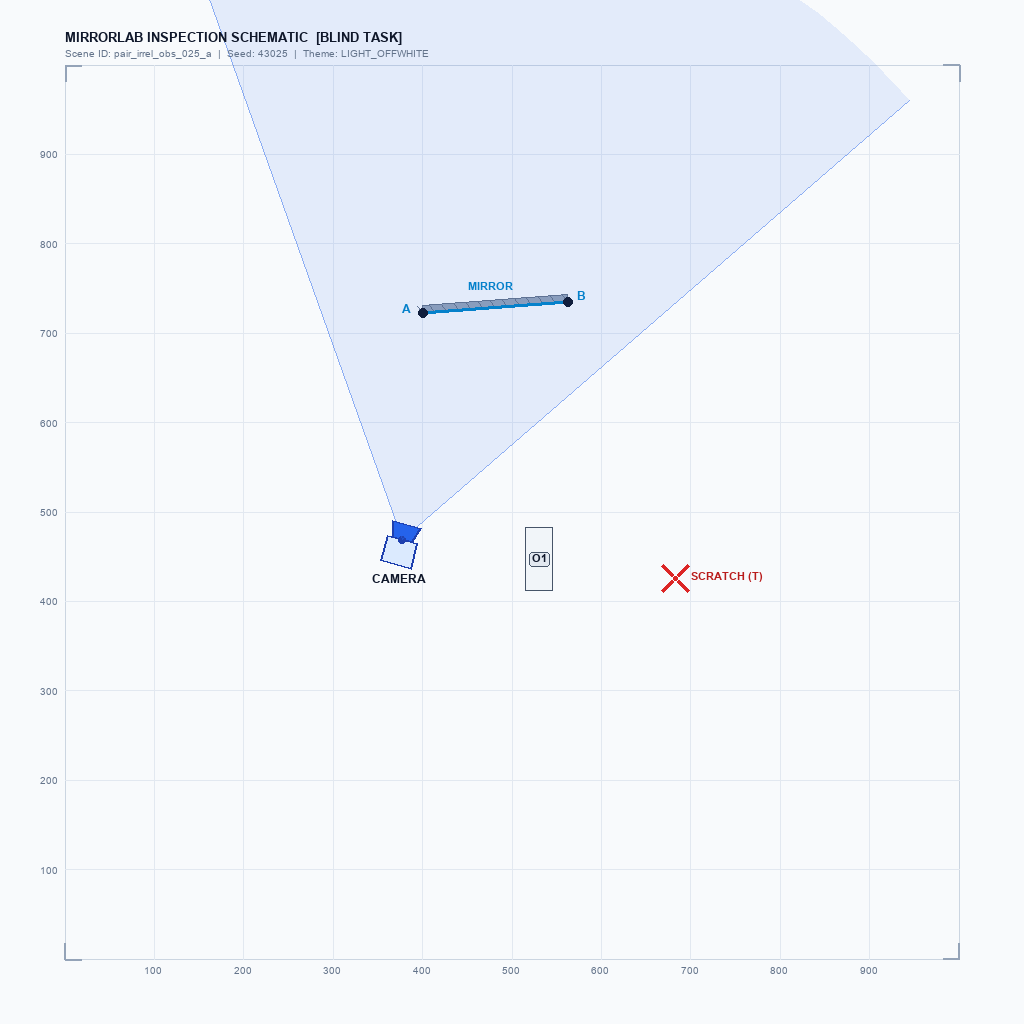 MIRRORLAB INSPECTION SCHEMATIC [BLIND TASK]
Scene ID: pair_irrel_obs_025_a | Seed: 43025 | Theme: LIGHT_OFFWHITE
900
800
MIRROR
A
B
700
600
500
O1
CAMERA
SCRATCH (T)
400
300
200
100
100 200 300 400 500 600 700 800 900